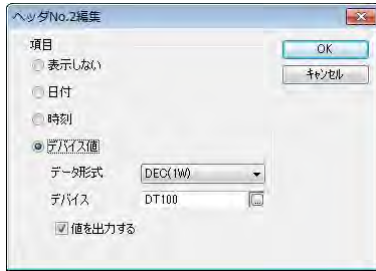 ヘッダNo.2編集
項目
表示しない
日付
時刻
デバイス値
データ形式
DEC(1W)
デバイス
DT100
...
値を出力する
OK
キャンセル